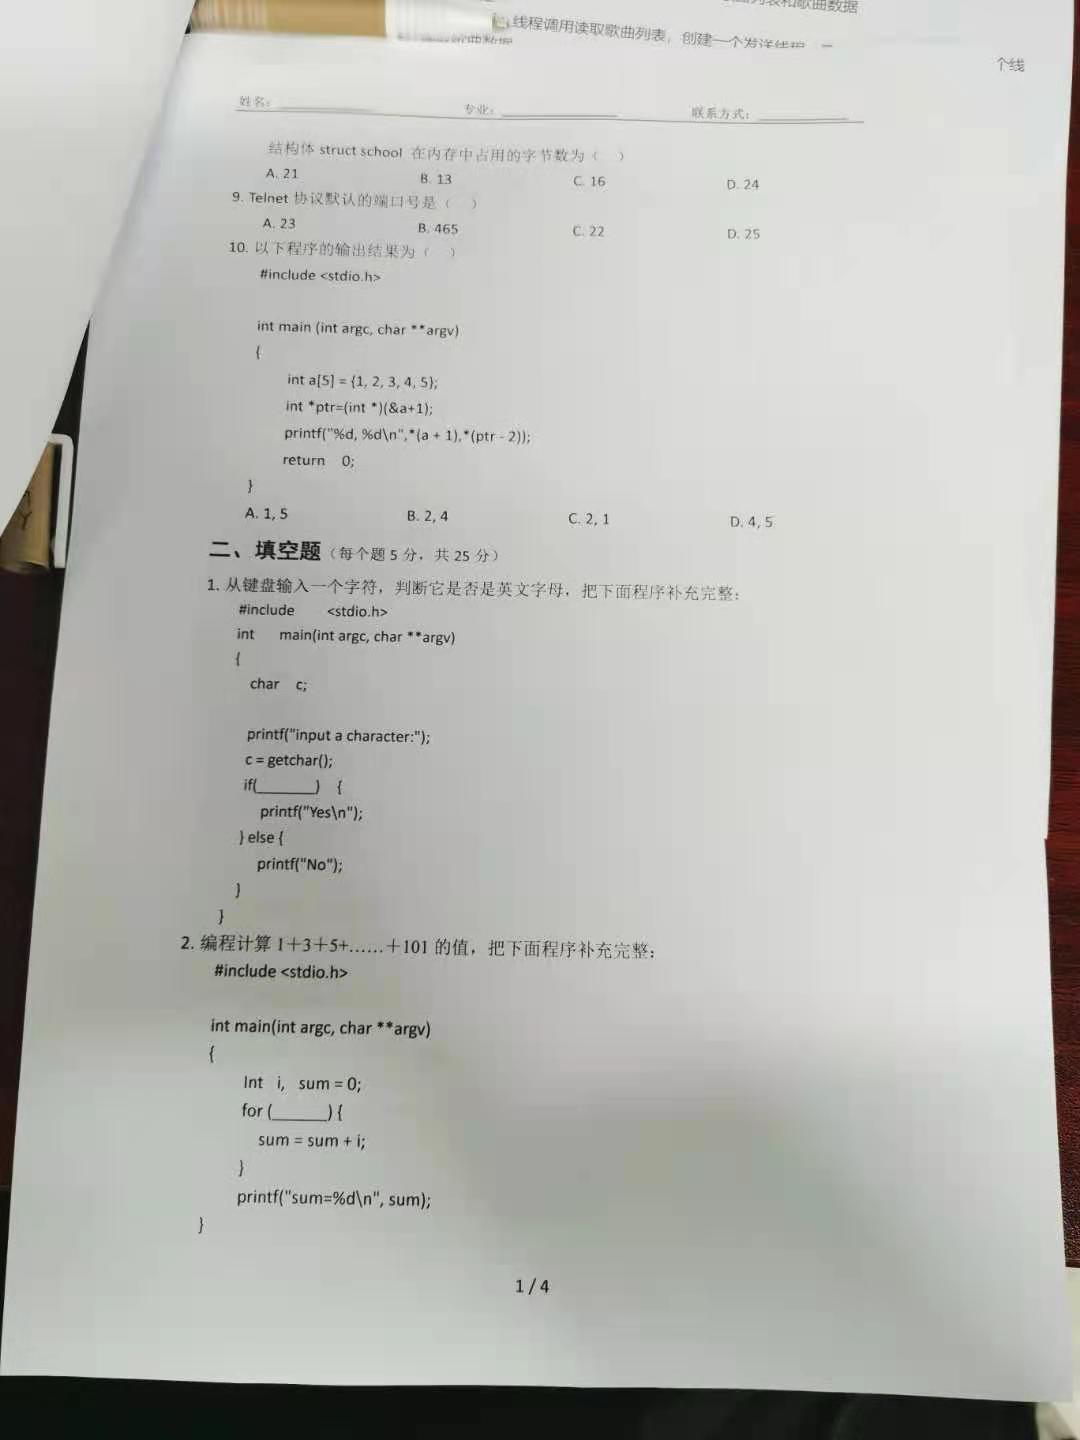 列表和歌曲数据
线程调用读取歌曲列表，创建一个发送线程，
个线
姓名：
专业：
联系方式：
结构体 struct school 在内存中占用的字节数为（ ）
A. 21 B. 13 C. 16 D. 24
9. Telnet 协议默认的端口号是（ ）
A. 23 B. 465 C. 22 D. 25
10. 以下程序的输出结果为（ ）
#include <stdio.h>
int main (int argc, char **argv)
{
int a[5] = {1, 2, 3, 4, 5};
int *ptr=(int *)(&a+1);
printf("%d, %d\n",*(a + 1),*(ptr - 2));
return 0;
}
A. 1, 5 B. 2, 4 C. 2, 1 D. 4, 5
二、填空题（每个题 5 分，共 25 分）
1. 从键盘输入一个字符，判断它是否是英文字母，把下面程序补充完整：
#include <stdio.h>
int main(int argc, char **argv)
{
char c;
printf("input a character:");
c = getchar();
if(______) {
printf("Yes\n");
} else {
printf("No");
}
}
2. 编程计算 1＋3＋5+……＋101 的值，把下面程序补充完整：
#include <stdio.h>
int main(int argc, char **argv)
{
Int i, sum = 0;
for (______) {
sum = sum + i;
}
printf("sum=%d\n", sum);
}
1 / 4